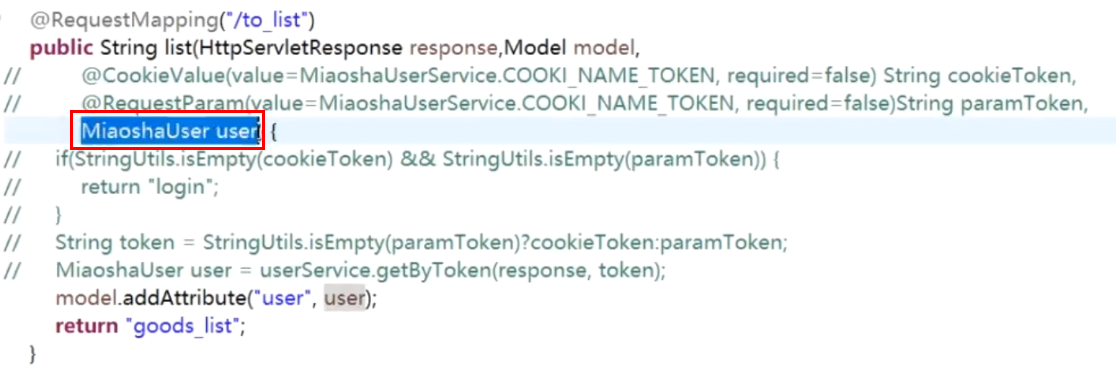 @RequestMapping("/to_list")
public String list(HttpServletResponse response,Model model,
// @CookieValue(value=MiaoshaUserService.COOKI_NAME_TOKEN, required=false) String cookieToken,
// @RequestParam(value=MiaoshaUserService.COOKI_NAME_TOKEN, required=false)String paramToken,
MiaoshaUser user) {
// if(StringUtils.isEmpty(cookieToken) && StringUtils.isEmpty(paramToken)) {
// return "login";
// }
// String token = StringUtils.isEmpty(paramToken)?cookieToken:paramToken;
// MiaoshaUser user = userService.getByToken(response, token);
model.addAttribute("user", user);
return "goods_list";
}